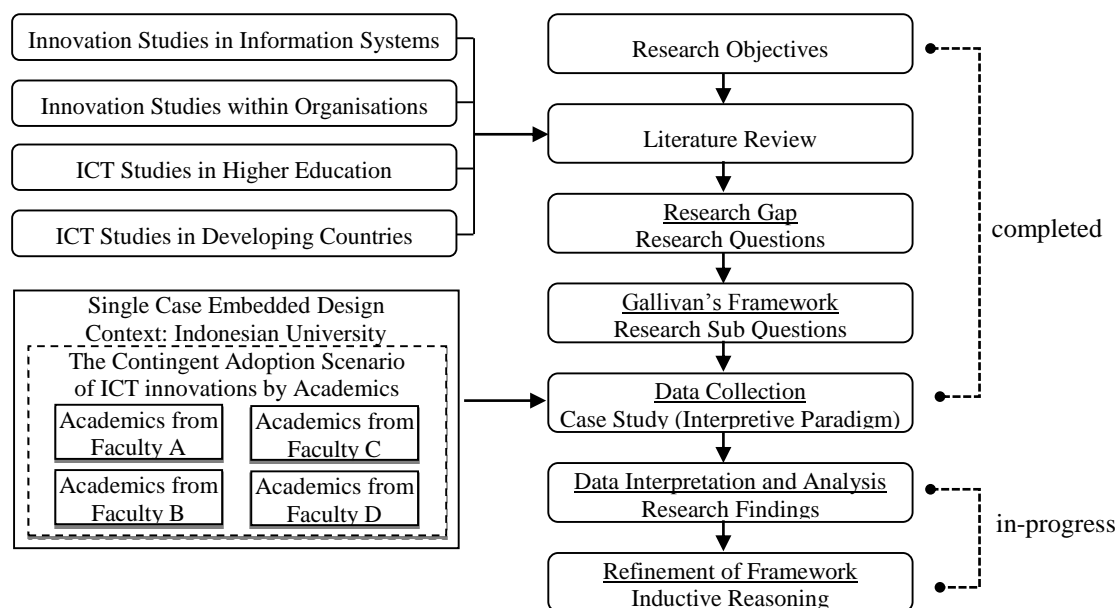 Innovation Studies in Information Systems
Innovation Studies within Organisations
ICT Studies in Higher Education
ICT Studies in Developing Countries
Single Case Embedded Design
Context: Indonesian University
The Contingent Adoption Scenario
of ICT innovations by Academics
Academics from
Faculty A
Academics from
Faculty C
Academics from
Faculty B
Academics from
Faculty D
Research Objectives
Literature Review
Research Gap
Research Questions
Gallivan's Framework
Research Sub Questions
Data Collection
Case Study (Interpretive Paradigm)
Data Interpretation and Analysis
Research Findings
Refinement of Framework
Inductive Reasoning
completed
in-progress